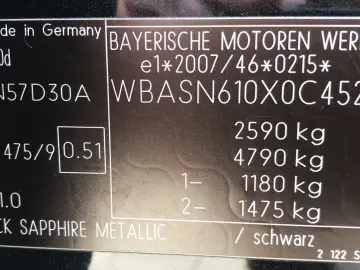 de in Germany
0d
N57D30A
475/9 0.51
1.0
CK SAPPHIRE METALLIC / schwarz
BAYERISCHE MOTOREN WER
e1*2007/46*0215*
WBASN610X0C452
2590 kg
4790 kg
1- 1180 kg
2- 1475 kg
2 122 5